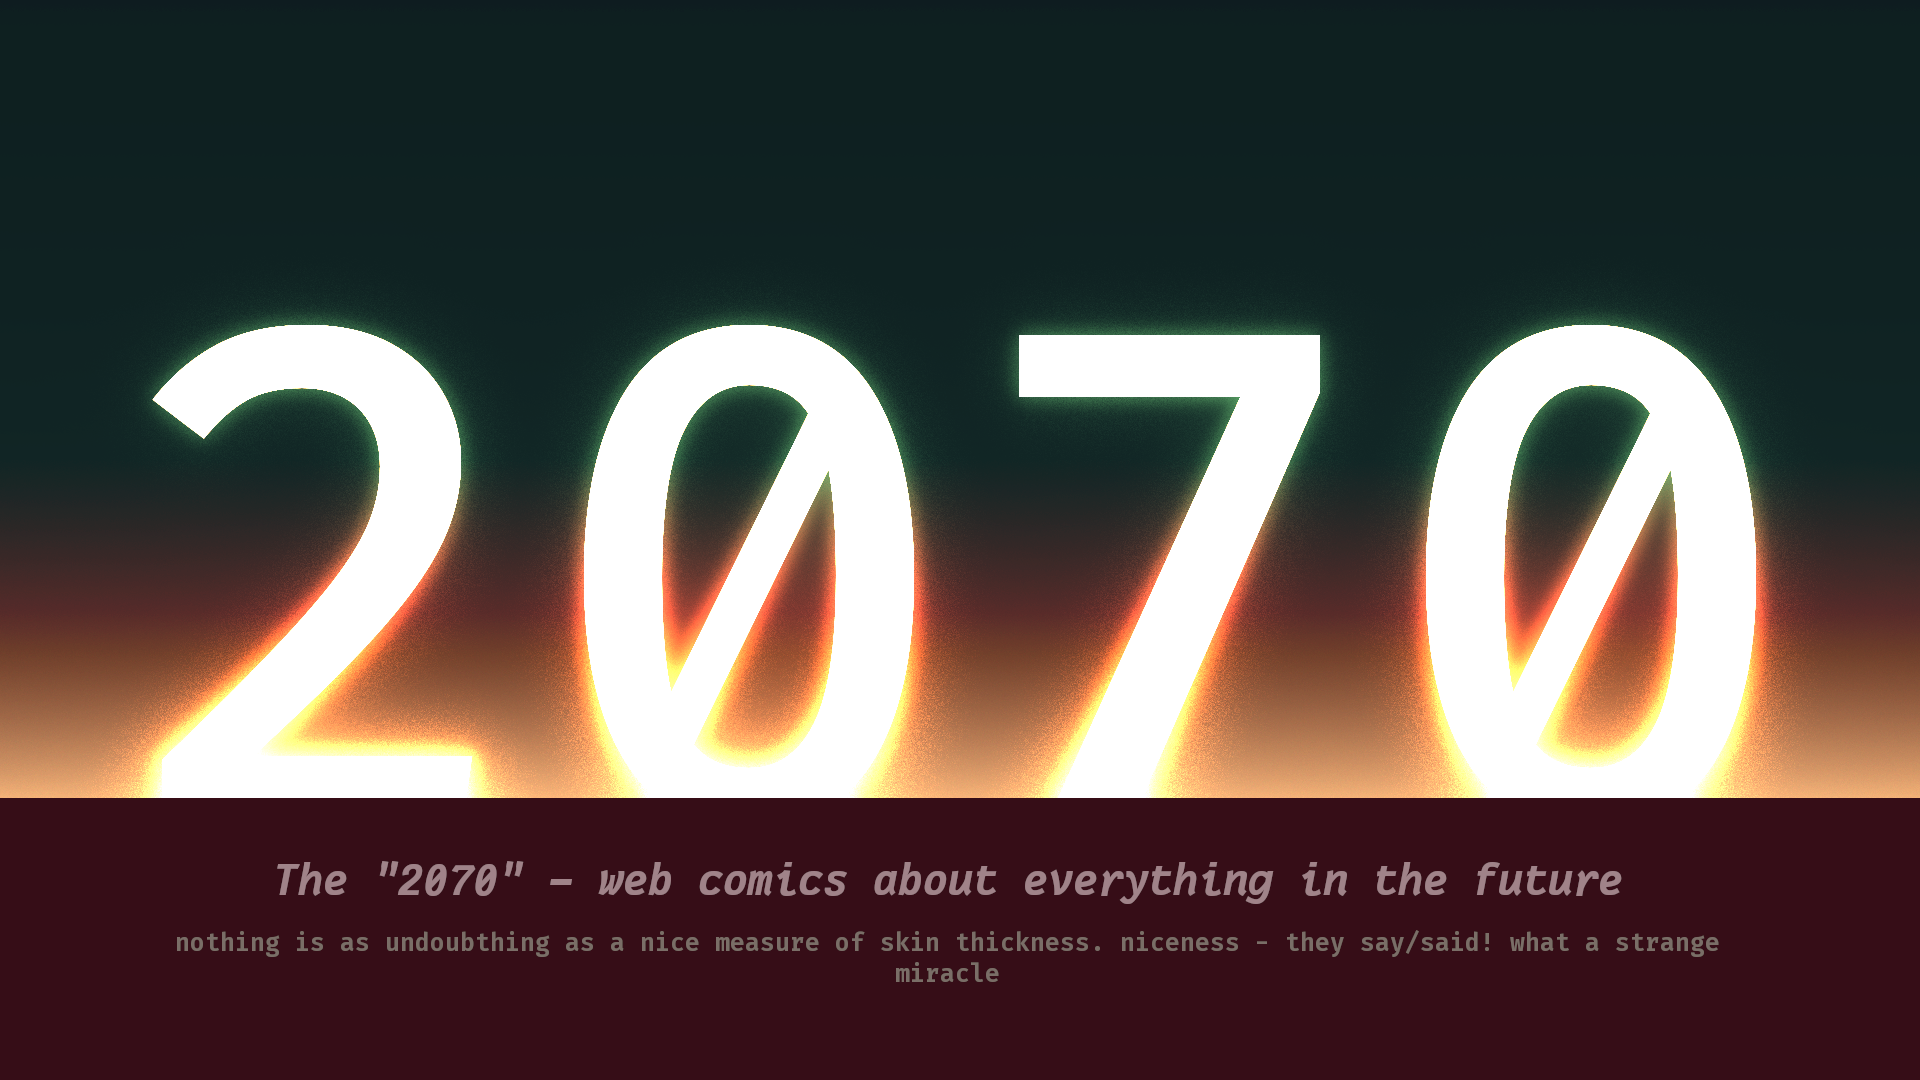 2070
The "2070" – web comics about everything in the future
nothing is as undoubthing as a nice measure of skin thickness. niceness - they say/said! what a strange
miracle